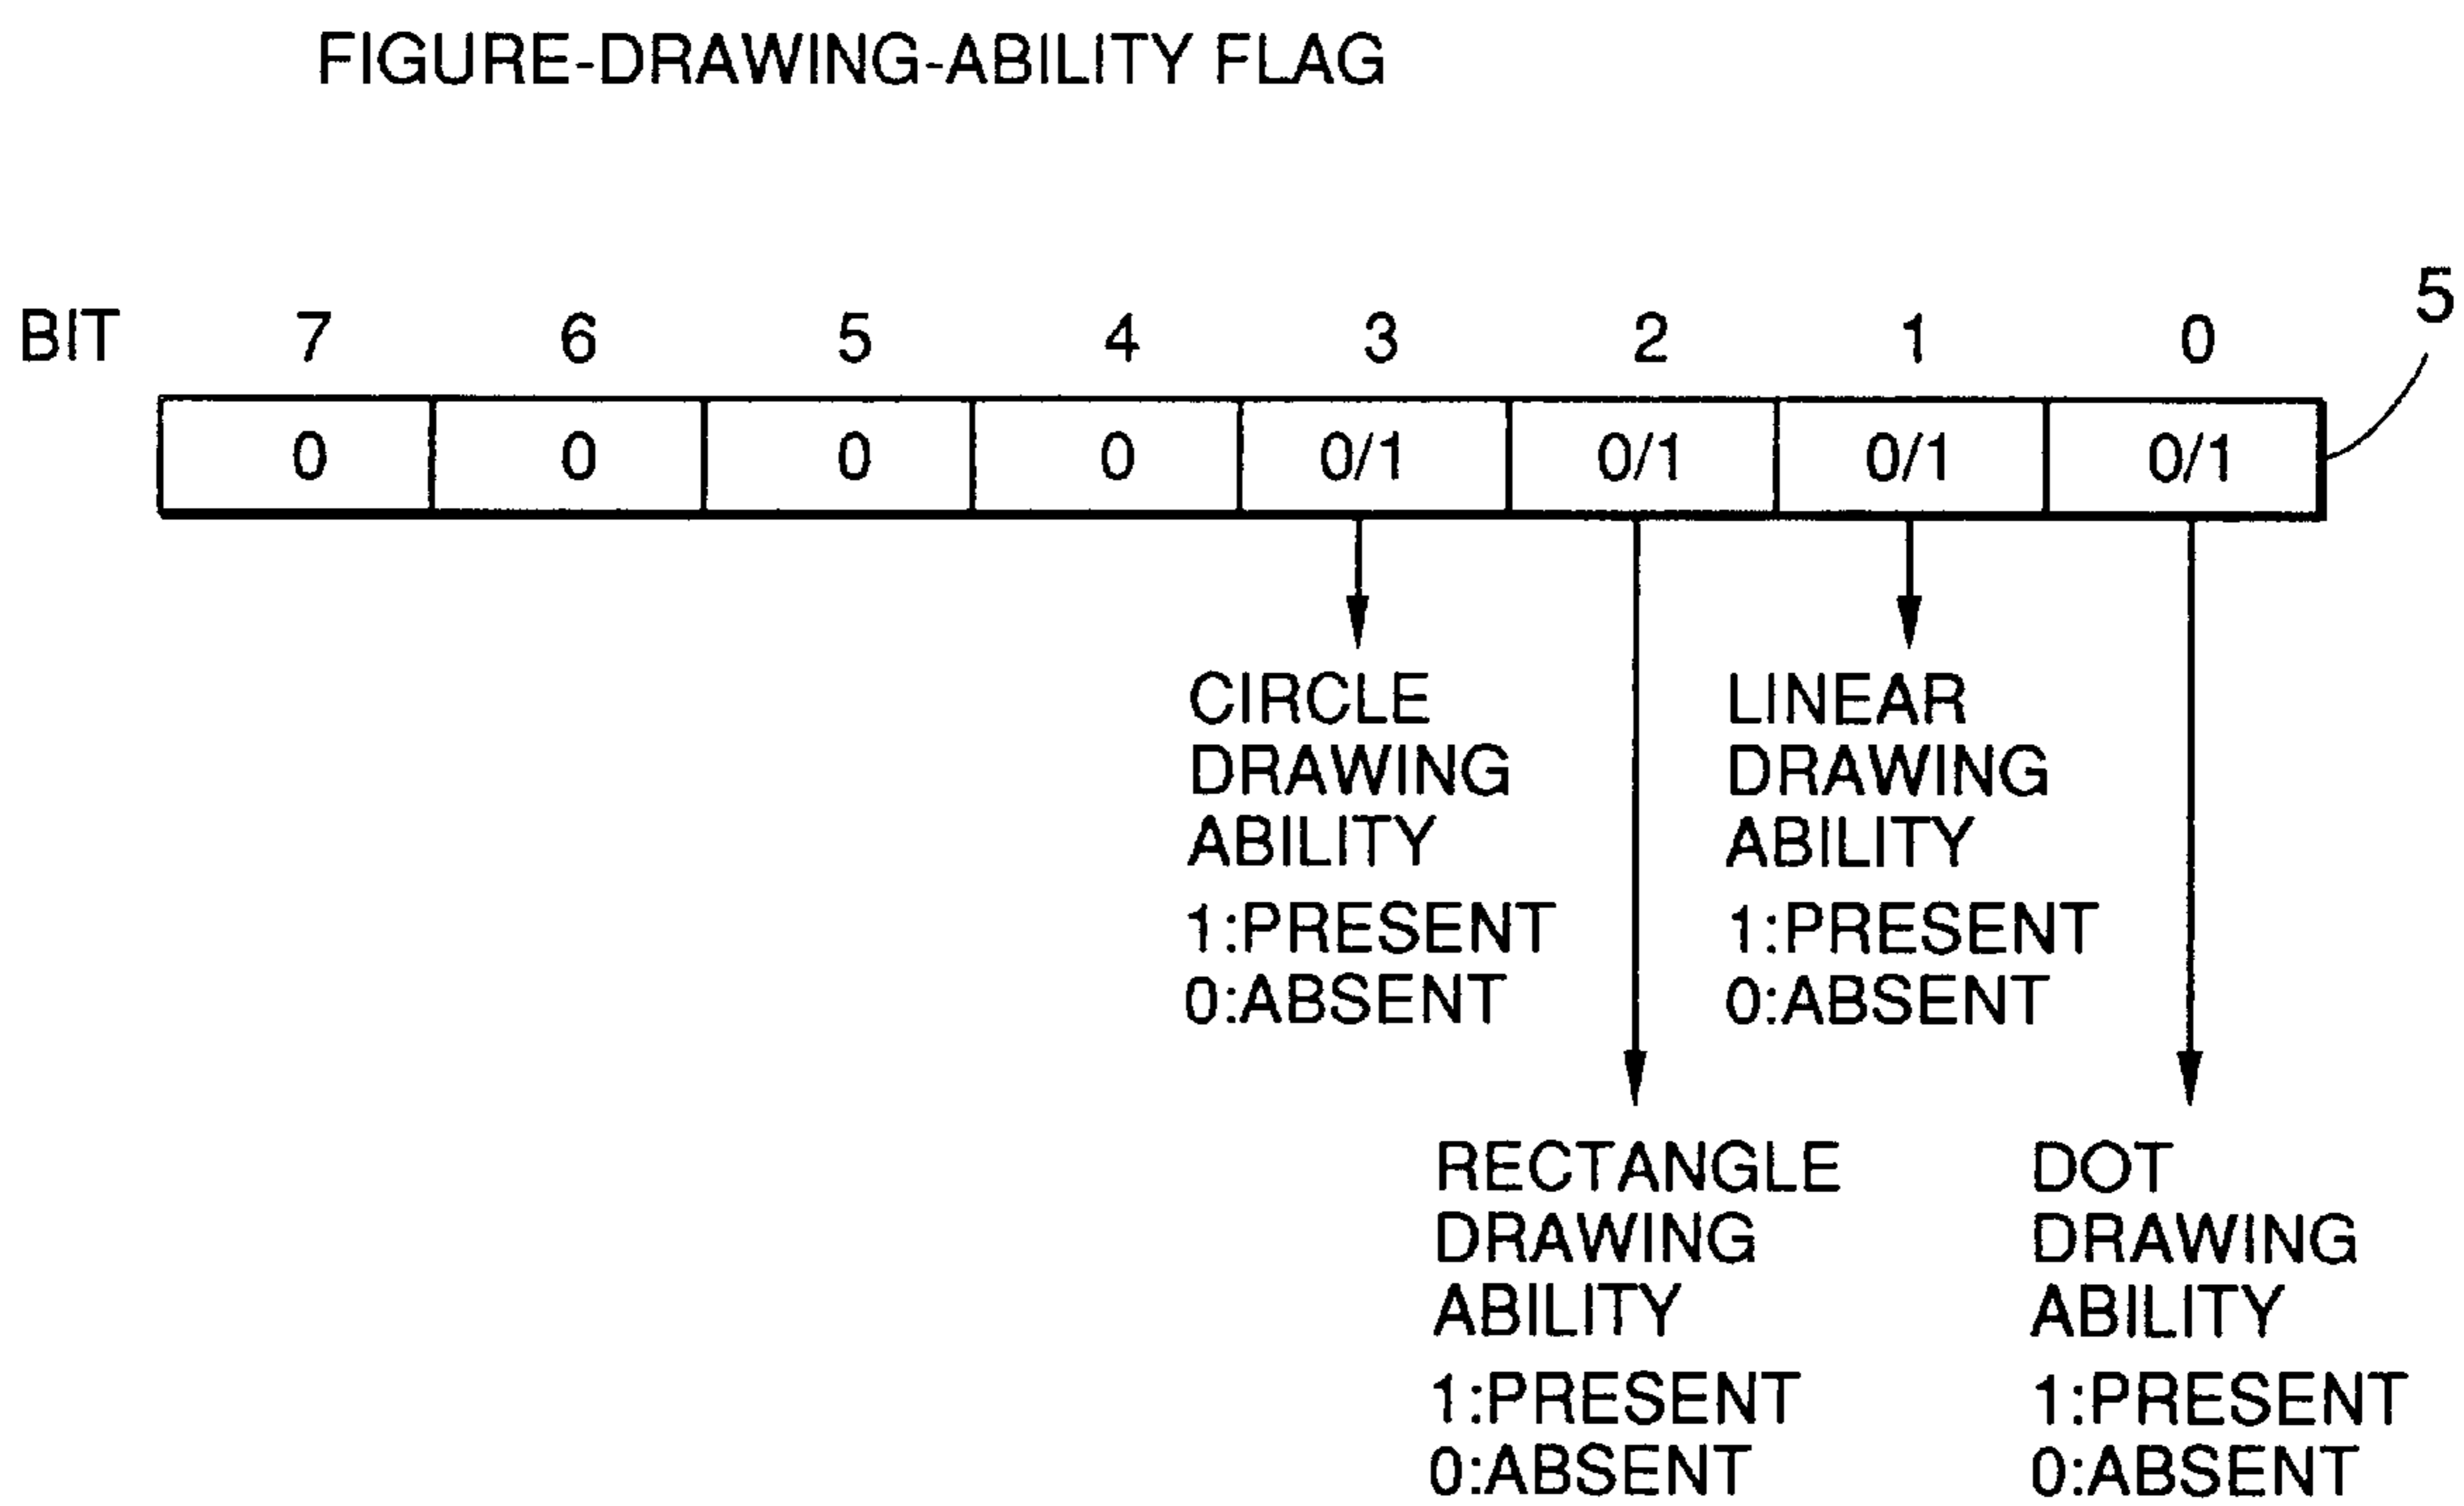 FIGURE-DRAWING-ABILITY FLAG
5
BIT 7 6 5 4 3 2 1 0
0 0 0 0 0/1 0/1 0/1 0/1
CIRCLE
DRAWING
ABILITY
1:PRESENT
0:ABSENT
LINEAR
DRAWING
ABILITY
1:PRESENT
0:ABSENT
RECTANGLE
DRAWING
ABILITY
1:PRESENT
0:ABSENT
DOT
DRAWING
ABILITY
1:PRESENT
0:ABSENT